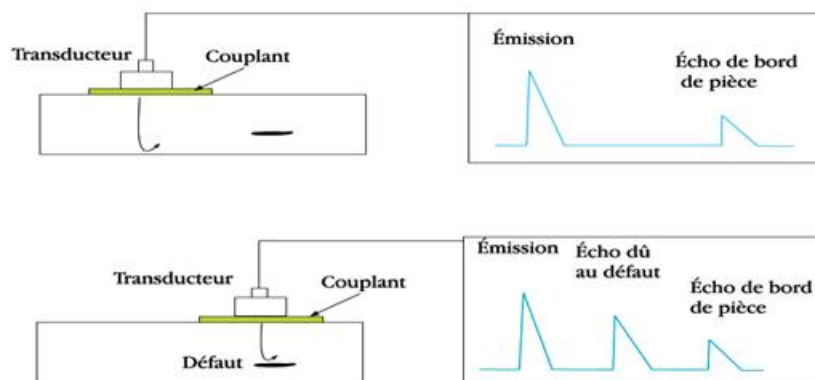 Transducteur
Couplant
Émission
Écho de bord
de pièce
Transducteur
Couplant
Défaut
Émission
Écho dû
au défaut
Écho de bord
de pièce